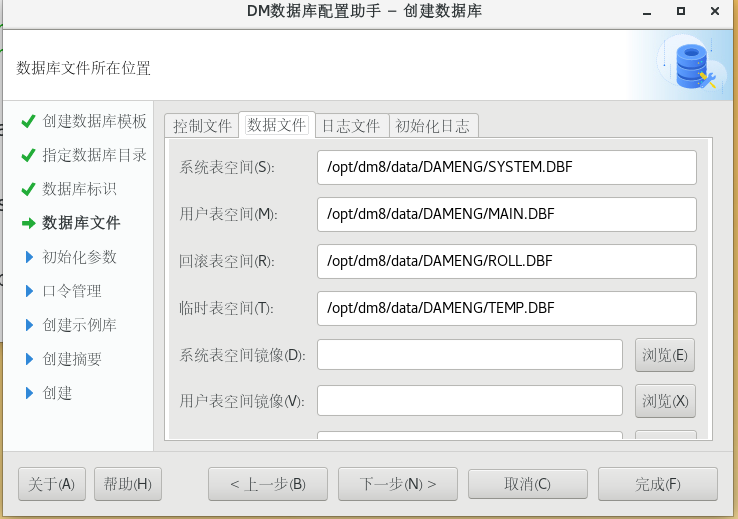 DM数据库配置助手 – 创建数据库
数据库文件所在位置
创建数据库模板
指定数据库目录
数据库标识
数据库文件
初始化参数
口令管理
创建示例库
创建摘要
创建
控制文件 数据文件 日志文件 初始化日志
系统表空间(S): /opt/dm8/data/DAMENG/SYSTEM.DBF
用户表空间(M): /opt/dm8/data/DAMENG/MAIN.DBF
回滚表空间(R): /opt/dm8/data/DAMENG/ROLL.DBF
临时表空间(T): /opt/dm8/data/DAMENG/TEMP.DBF
系统表空间镜像(D): 浏览(E)
用户表空间镜像(V): 浏览(X)
关于(A) 帮助(H) < 上一步(B) 下一步(N) > 取消(C) 完成(F)